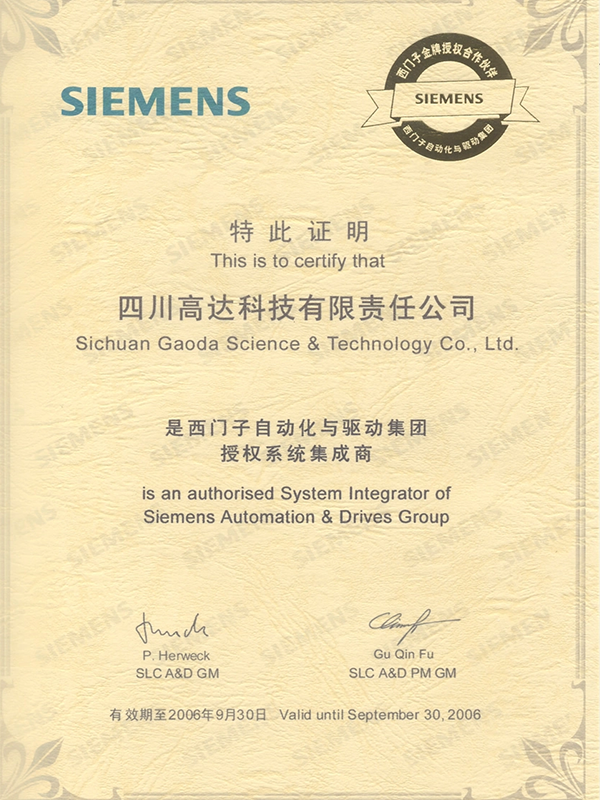 SIEMENS
西门子金牌授权合作伙伴
SIEMENS
西门子自动化与驱动集团
特此证明
This is to certify that
四川高达科技有限责任公司
Sichuan Gaoda Science & Technology Co., Ltd.
是西门子自动化与驱动集团
授权系统集成商
is an authorised System Integrator of
Siemens Automation & Drives Group
P. Herweck
SLC A&D GM
Gu Qin Fu
SLC A&D PM GM
有效期至2006年9月30日 Valid until September 30, 2006